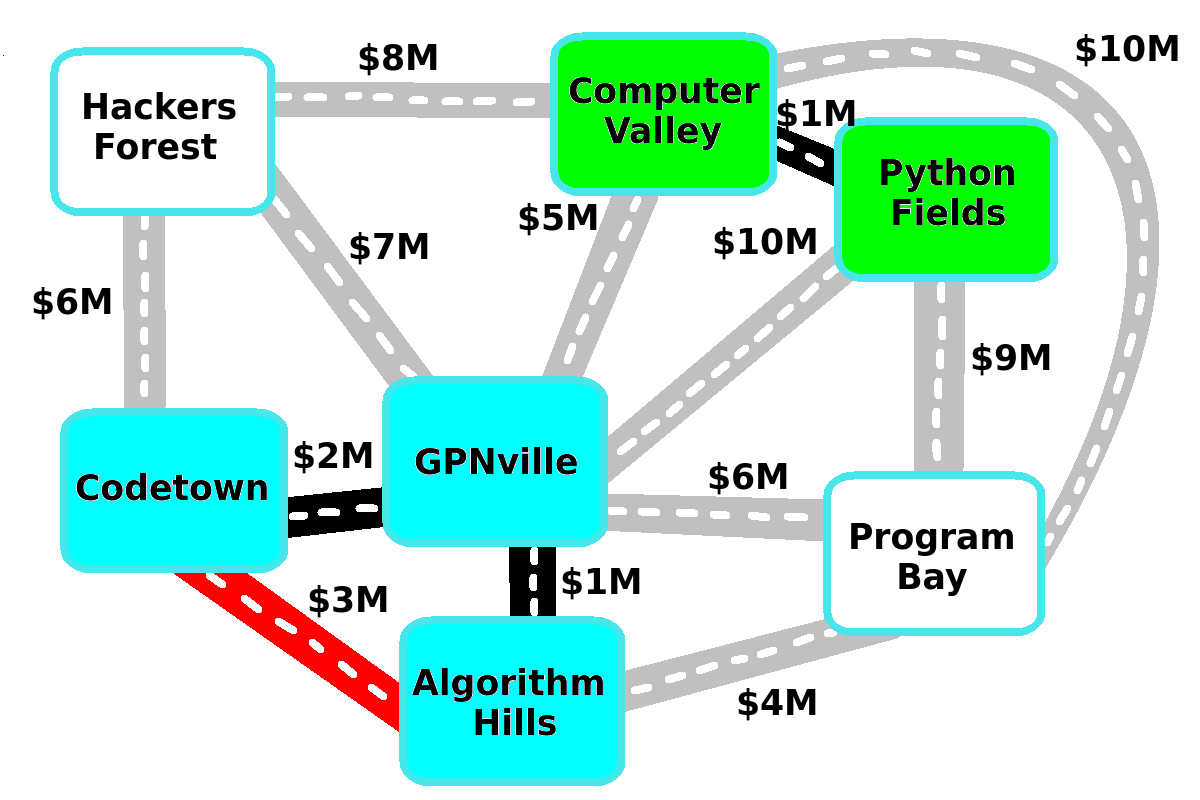 $8M
$10M
Hackers
Forest
Computer
Valley
$1M
Python
Fields
$5M
$7M
$10M
$6M
$9M
$2M
GPNville
Codetown
$6M
Program
Bay
$3M
$1M
Algorithm
Hills
$4M